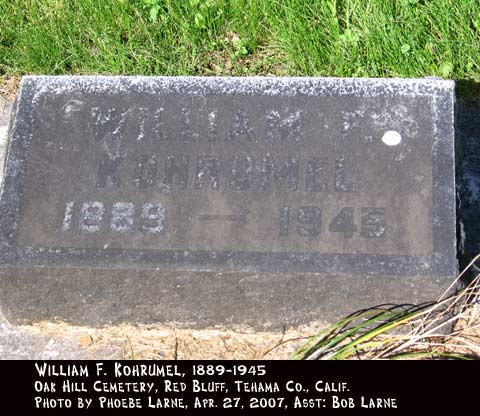 WILLIAM F.
KOHRUMEL
1889 — 1945
WILLIAM F. KOHRUMEL, 1889-1945
OAK HILL CEMETERY, RED BLUFF, TEHAMA CO., CALIF.
PHOTO BY PHOEBE LARNE, APR. 27, 2007, ASST: BOB LARNE